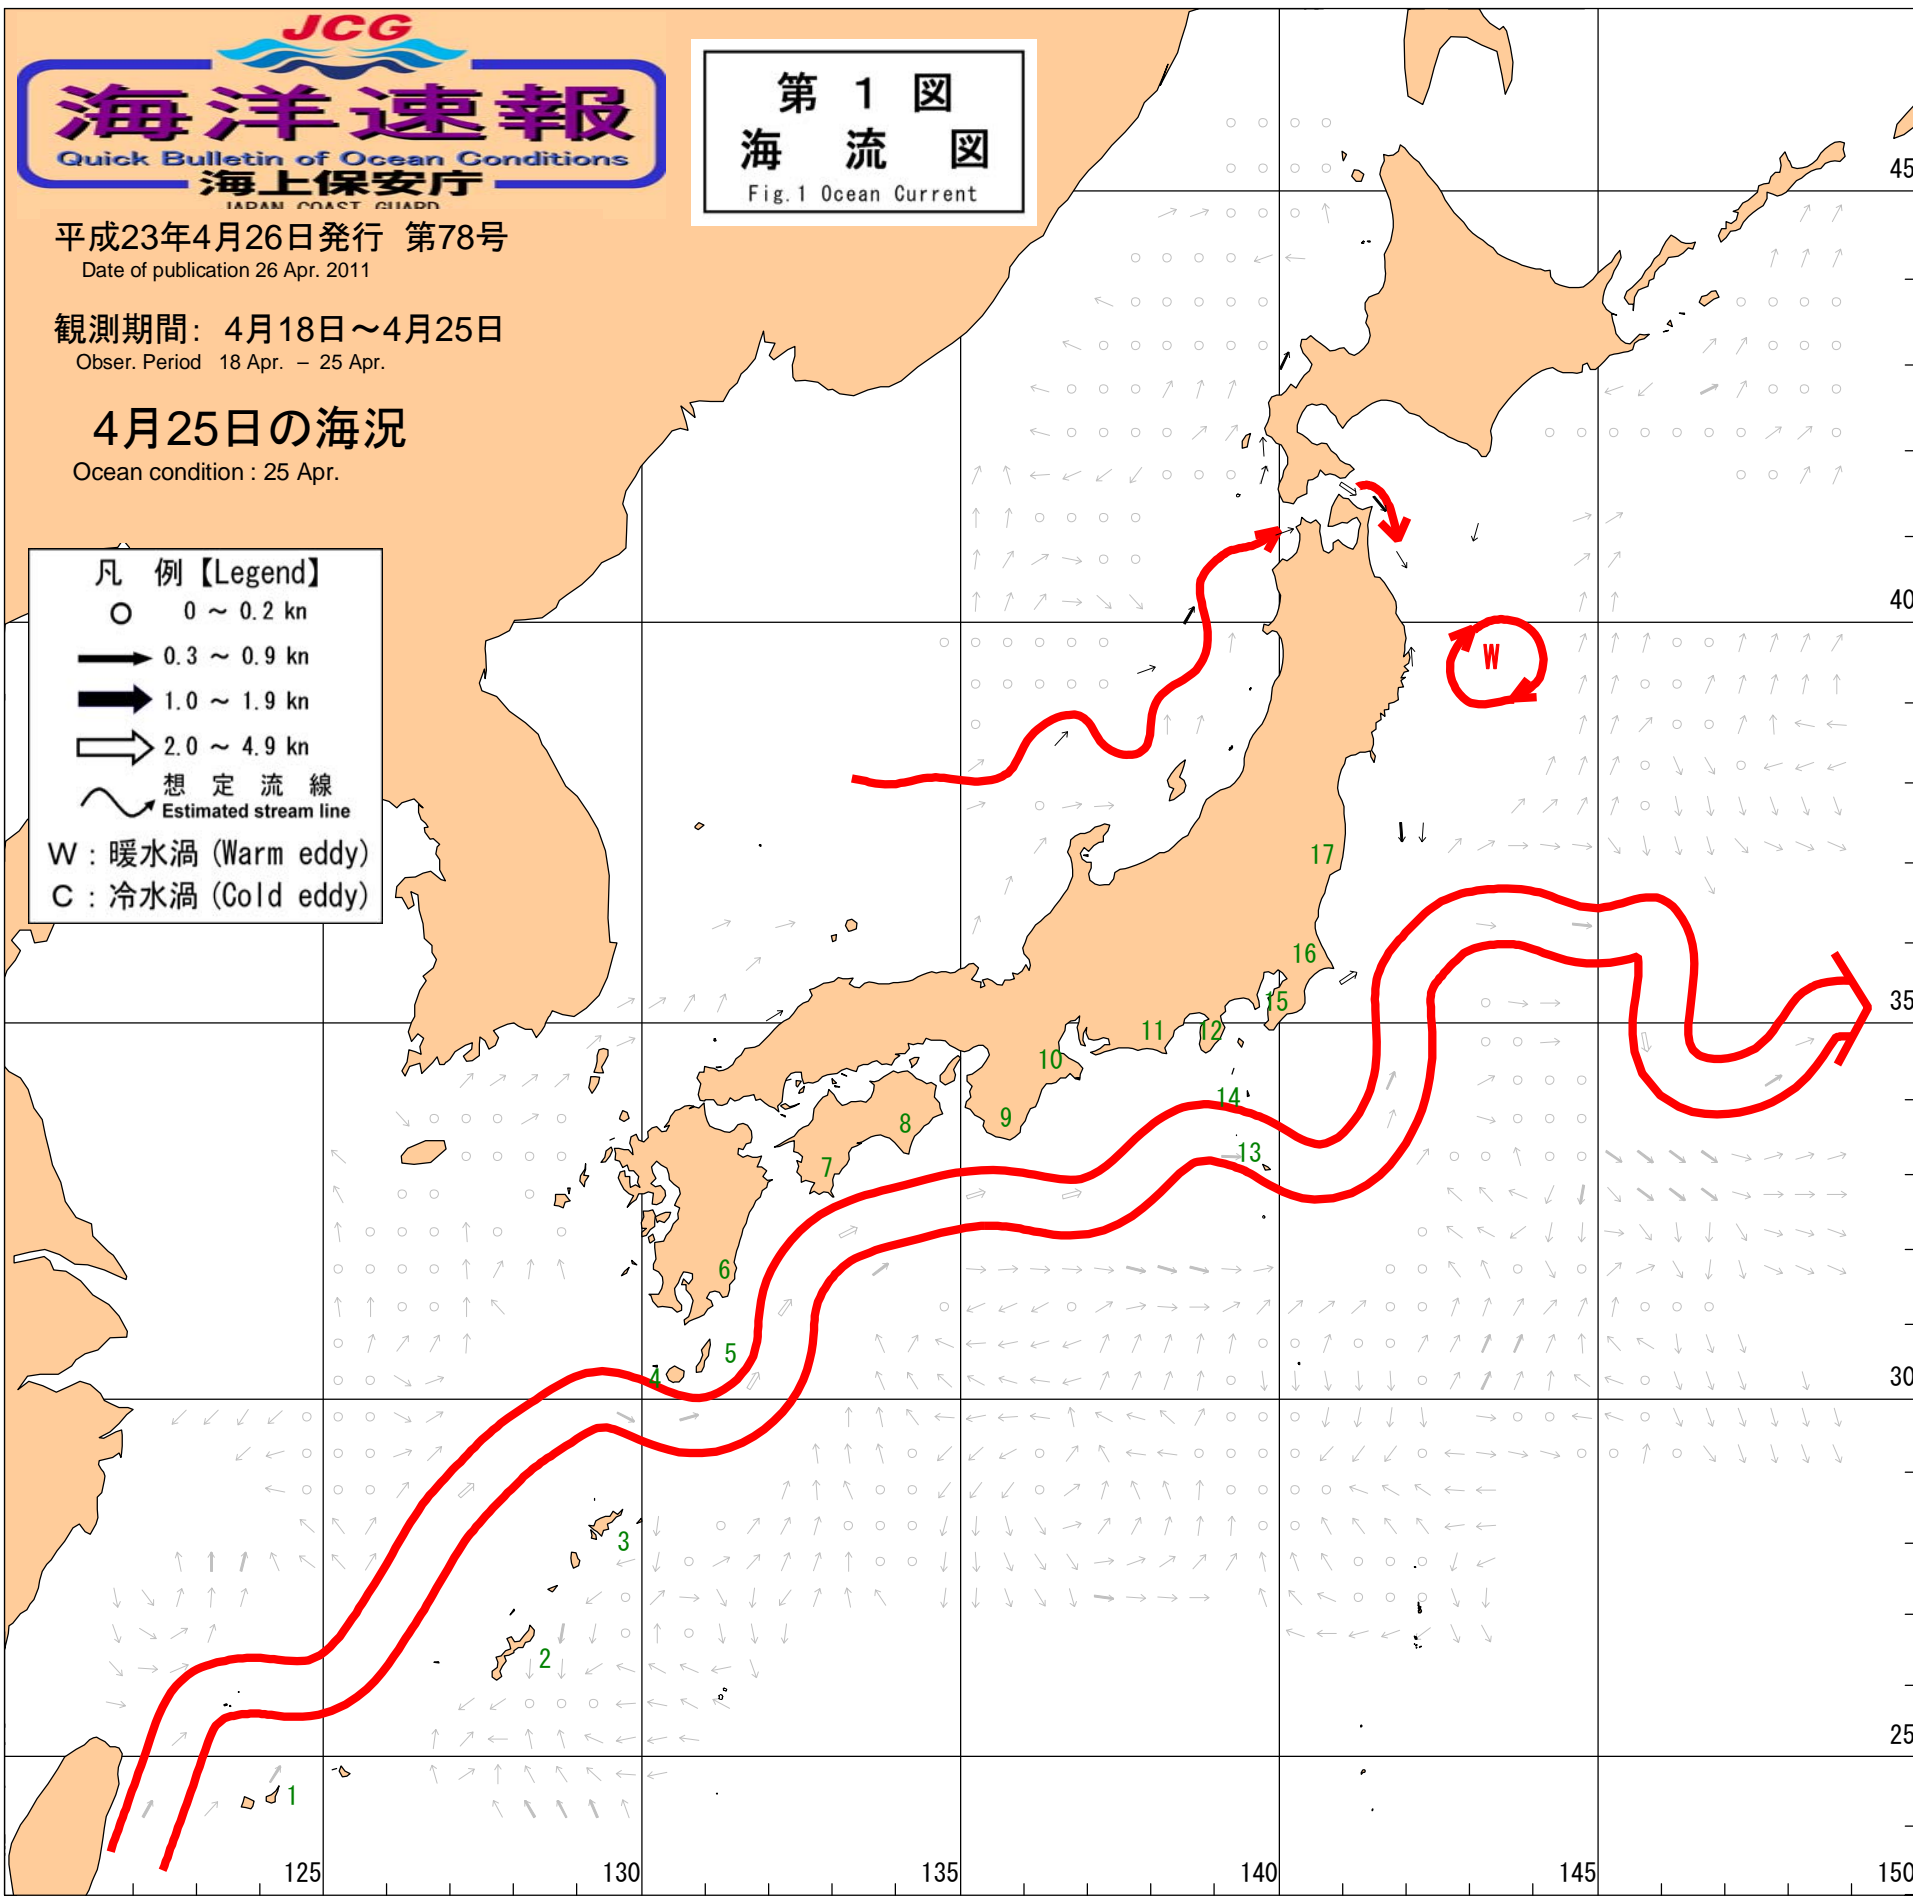 JCG
海洋速報
Quick Bulletin of Ocean Conditions
海上保安庁
JAPAN COAST GUARD
平成23年4月26日発行 第78号
Date of publication 26 Apr. 2011
観測期間: 4月18日～4月25日
Obser. Period 18 Apr. – 25 Apr.
4月25日の海況
Ocean condition : 25 Apr.
第 1 図
海 流 図
Fig.1 Ocean Current
凡 例【Legend】
0 ～ 0.2 kn
0.3 ～ 0.9 kn
1.0 ～ 1.9 kn
2.0 ～ 4.9 kn
想 定 流 線
Estimated stream line
W : 暖水渦 (Warm eddy)
C : 冷水渦 (Cold eddy)
45
40
W
17
16
35
15
12
11
10
14
9
8
13
7
6
5
4
30
3
2
25
1
125
130
135
140
145
150